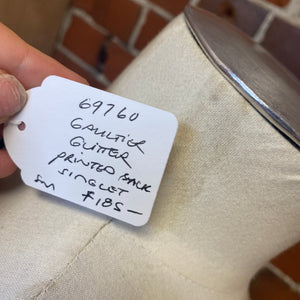 69760
GAULTIER
GLITTER
PRINTED BACK
SINGLET
sm $185-